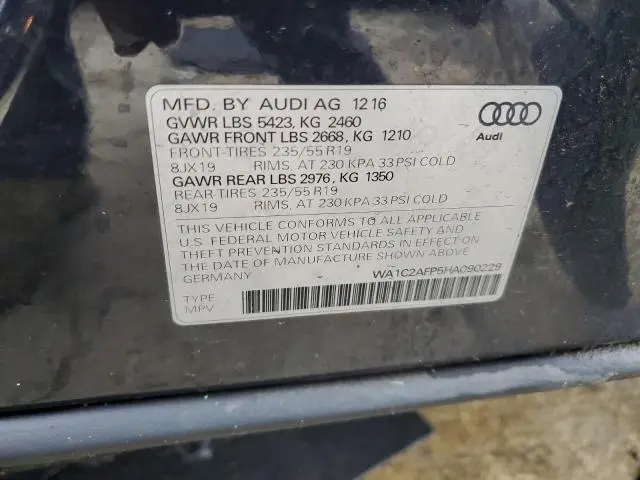 MFD. BY AUDI AG 12 16
GVWR LBS 5423, KG 2460
GAWR FRONT LBS 2668, KG 1210
FRONT-TIRES 235/55 R19
8JX19 RIMS, AT 230 KPA 33 PSI COLD
GAWR REAR LBS 2976, KG 1350
REAR-TIRES 235/55 R19
8JX19 RIMS, AT 230 KPA 33 PSI COLD
THIS VEHICLE CONFORMS TO ALL APPLICABLE
U.S. FEDERAL MOTOR VEHICLE SAFETY AND
THEFT PREVENTION STANDARDS IN EFFECT ON
THE DATE OF MANUFACTURE SHOWN ABOVE
GERMANY
WA1C2AFP5HA090229
TYPE
MPV
Audi